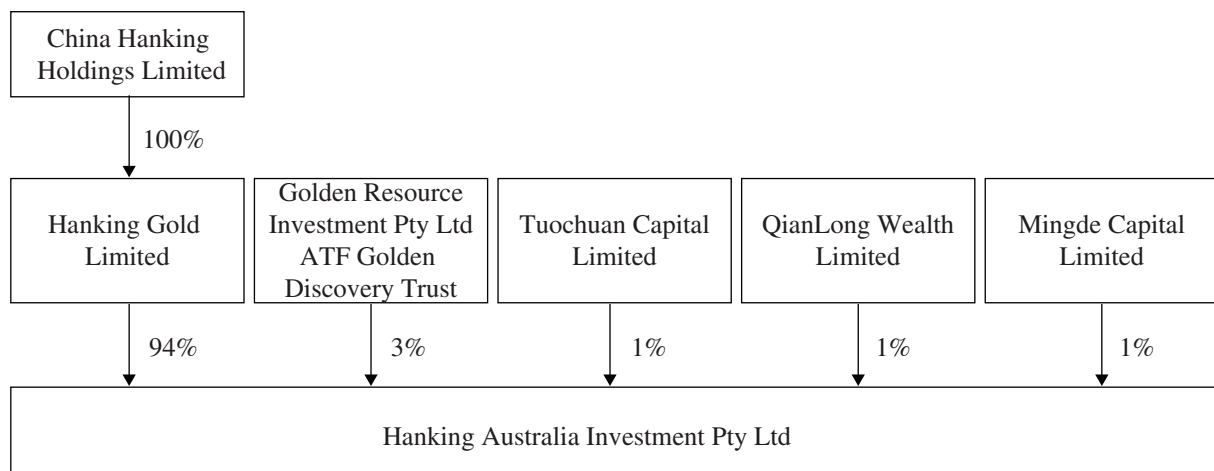 China Hanking
Holdings Limited
100%
Hanking Gold
Limited
Golden Resource
Investment Pty Ltd
ATF Golden
Discovery Trust
Tuochuan Capital
Limited
QianLong Wealth
Limited
Mingde Capital
Limited
94%
3%
1%
1%
1%
Hanking Australia Investment Pty Ltd